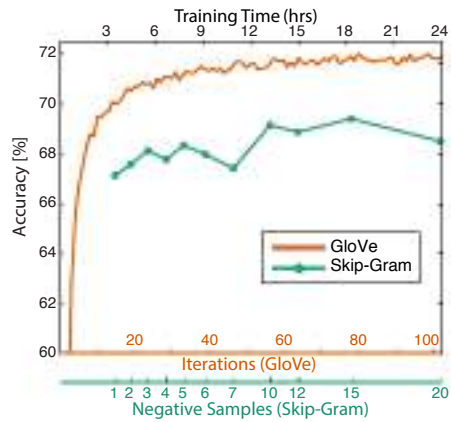 Training Time (hrs)
3 6 9 12 15 18 21 24
72
70
68
66
64
62
60
Accuracy [%]
GloVe
Skip-Gram
20 40 60 80 100
Iterations (GloVe)
1 2 3 4 5 6 7 10 12 15 20
Negative Samples (Skip-Gram)